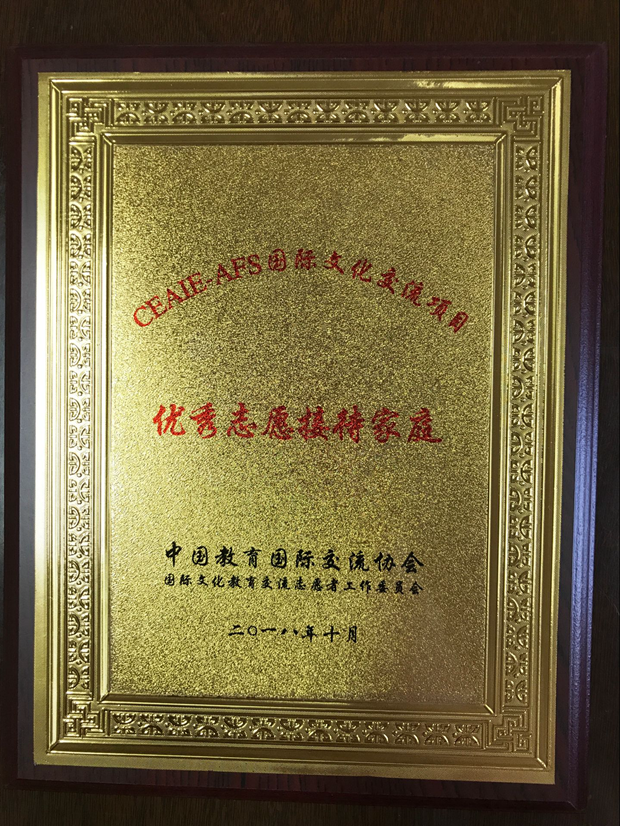 CEAIE-AFS国际文化交流项目
优秀志愿接待家庭
中国教育国际交流协会
国际文化教育交流志愿者工作委员会
二〇一八年十月